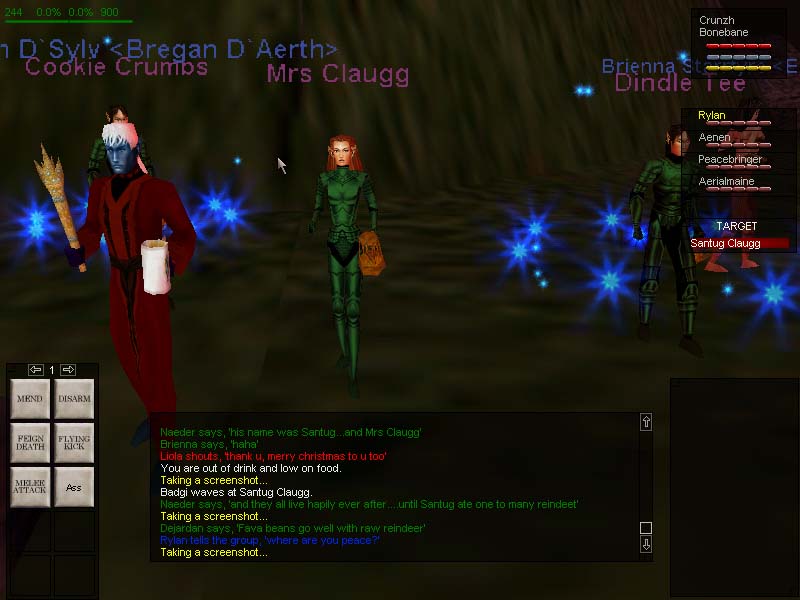 244 0.0% 0.0% 900
Crunzh
Bonebane
n D`Sylv <Bregan D`Aerth>
Cookie Crumbs
Mrs Claugg
Brienna
Dindle Tee
Rylan
Aenen
Peacebringer
Aerialmaine
TARGET
Santug Claugg
1
MEND
DISARM
FEIGN
DEATH
FLYING
KICK
MELEE
ATTACK
Ass
Naeder says, 'his name was Santug...and Mrs Claugg'
Brienna says, 'haha'
Liola shouts, 'thank u, merry christmas to u too'
You are out of drink and low on food.
Taking a screenshot...
Badgi waves at Santug Claugg.
Naeder says, 'and they all live hapily ever after....until Santug ate one to many reindeet'
Taking a screenshot...
Dejardan says, 'Fava beans go well with raw reindeer'
Rylan tells the group, 'where are you peace?'
Taking a screenshot...